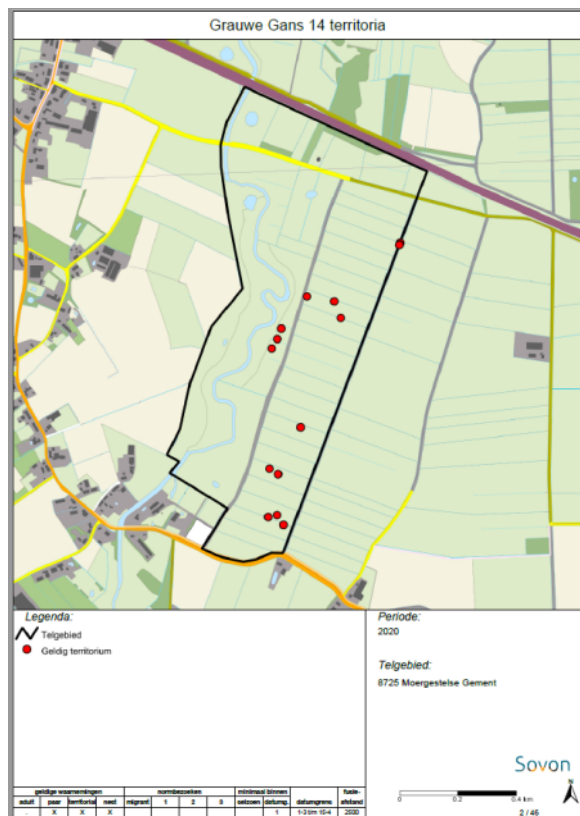 Grauwe Gans 14 territoria
Legenda:
Telgebied
Geldig territorium
Periode:
2020
Telgebied:
8725 Moergestelse Gement
Sovon
0 0.2 0.4 km
N
2 / 45
geldige waarnemingen normbezoeken minimaal binnen fusie-
adult paar territoriaal nest migrant 1 2 3 seizoen datumg. datumgrens afstand
. X X X 1 1-3 t/m 15-4